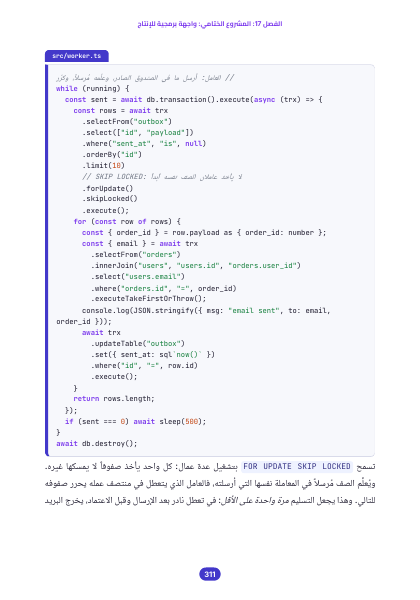 الفصل 17: المشروع الختامي: واجهة برمجية للإنتاج
src/worker.ts
// العامل: أرسل ما في الصندوق الصادر، وعلّمه مُرسلاً، وكرّر
while (running) {
const sent = await db.transaction().execute(async (trx) => {
const rows = await trx
.selectFrom("outbox")
.select(["id", "payload"])
.where("sent_at", "is", null)
.orderBy("id")
.limit(10)
// SKIP LOCKED: لا يأخذ عاملان الصف نفسه أبداً
.forUpdate()
.skipLocked()
.execute();
for (const row of rows) {
const { order_id } = row.payload as { order_id: number };
const { email } = await trx
.selectFrom("orders")
.innerJoin("users", "users.id", "orders.user_id")
.select("users.email")
.where("orders.id", "=", order_id)
.executeTakeFirstOrThrow();
console.log(JSON.stringify({ msg: "email sent", to: email,
order_id }));
await trx
.updateTable("outbox")
.set({ sent_at: sql`now()` })
.where("id", "=", row.id)
.execute();
}
return rows.length;
});
if (sent === 0) await sleep(500);
}
await db.destroy();
تسمح FOR UPDATE SKIP LOCKED بتشغيل عدة عمال: كل واحد يأخذ صفوفاً لا يمسكها غيره.
ويُعلَّم الصف مُرسلاً في المعاملة نفسها التي أرسلته، فالعامل الذي يتعطل في منتصف عمله يحرر صفوفه
للتالي. وهذا يجعل التسليم مرة واحدة على الأقل: في تعطل نادر بعد الإرسال وقبل الاعتماد، يخرج البريد
311